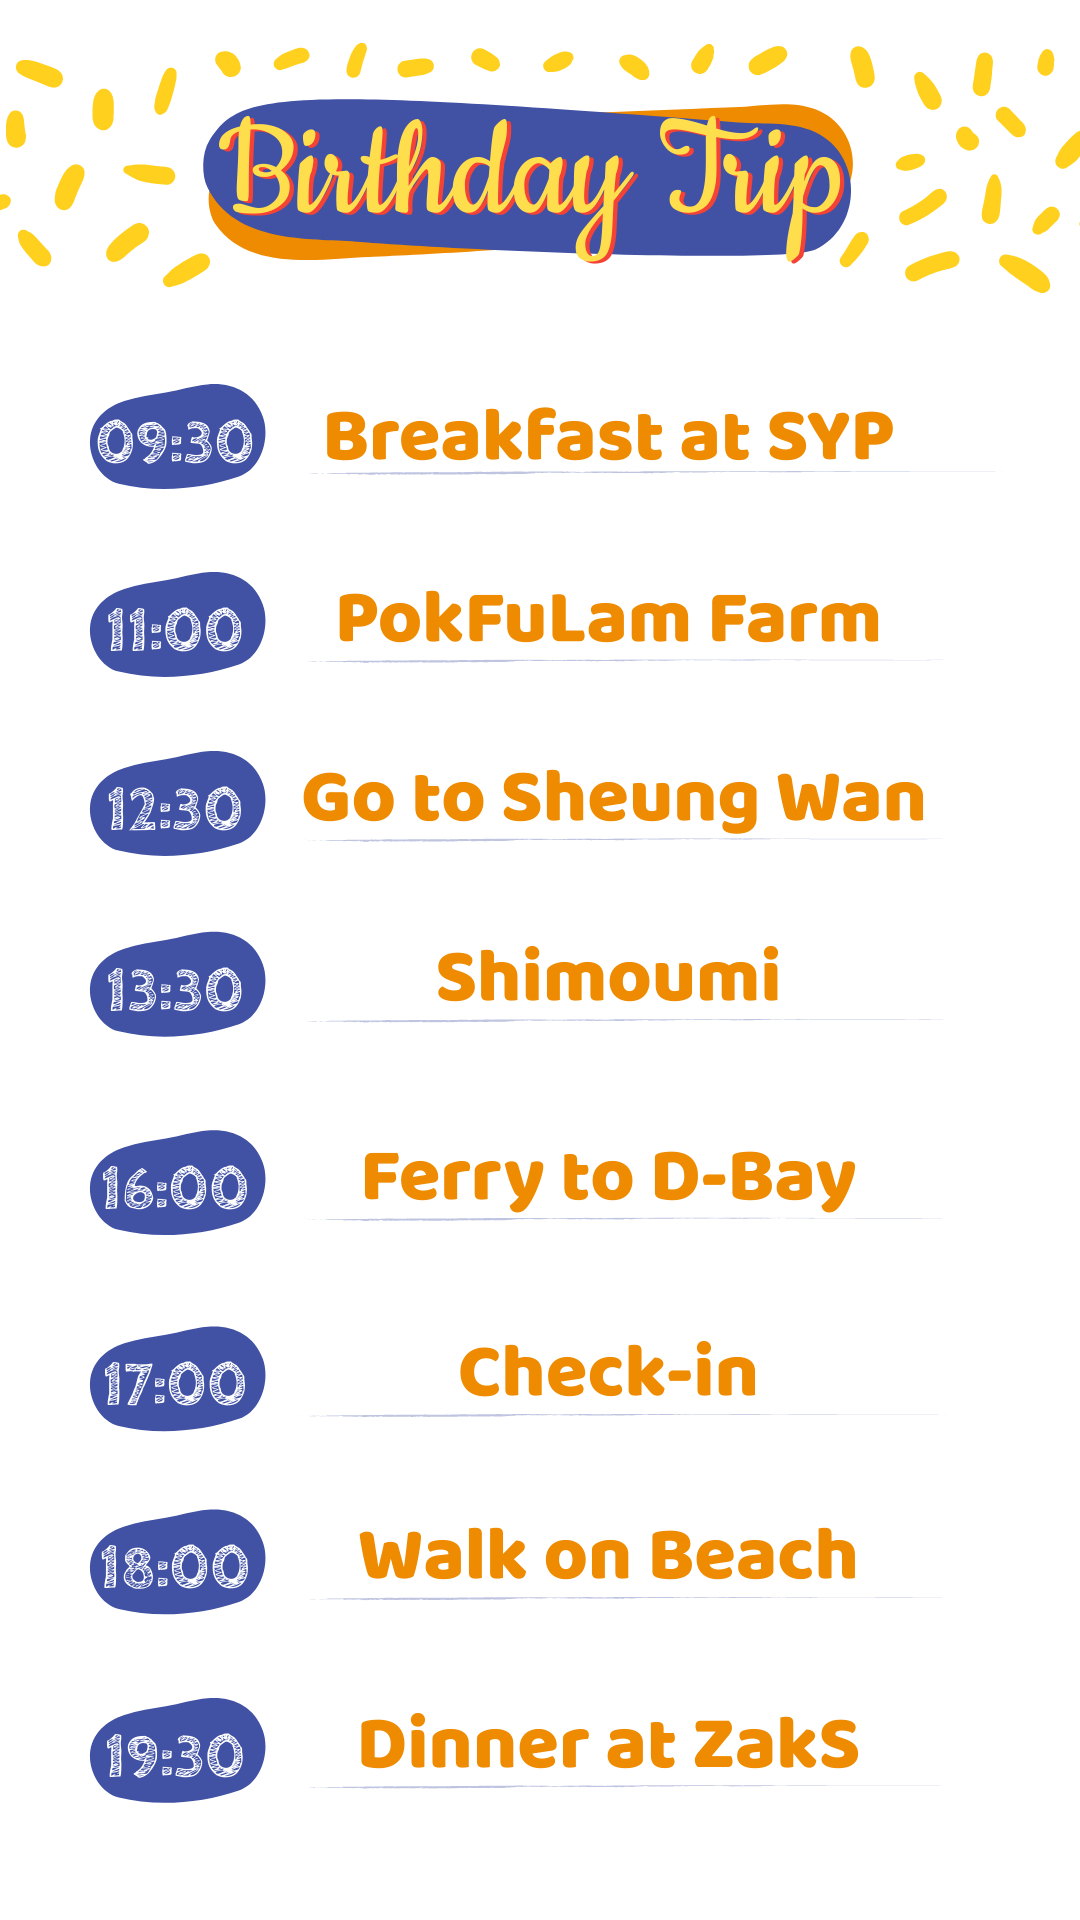 Birthday Trip
09:30 Breakfast at SYP
11:00 PokFuLam Farm
12:30 Go to Sheung Wan
13:30 Shimoumi
16:00 Ferry to D-Bay
17:00 Check-in
18:00 Walk on Beach
19:30 Dinner at ZakS